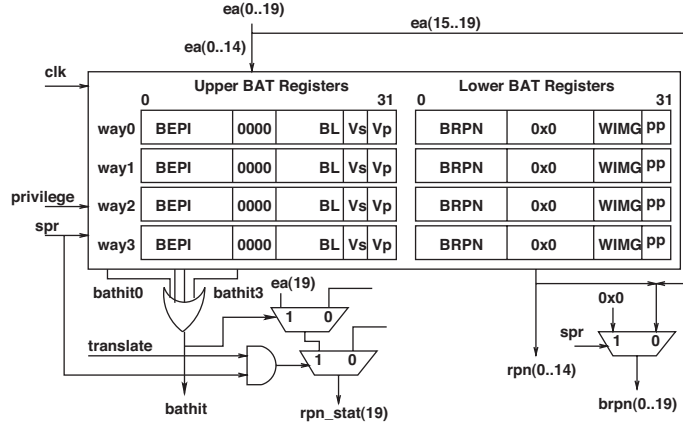 ea(0..19)
ea(15..19)
ea(0..14)
clk
Upper BAT Registers Lower BAT Registers
0 31 0 31
way0 BEPI 0000 BL Vs Vp BRPN 0x0 WIMG pp
way1 BEPI 0000 BL Vs Vp BRPN 0x0 WIMG pp
privilege way2 BEPI 0000 BL Vs Vp BRPN 0x0 WIMG pp
spr way3 BEPI 0000 BL Vs Vp BRPN 0x0 WIMG pp
bathit0 bathit3 ea(19)
0x0
1 0
translate spr 1 0
1 0
rpn(0..14)
bathit rpn_stat(19) brpn(0..19)